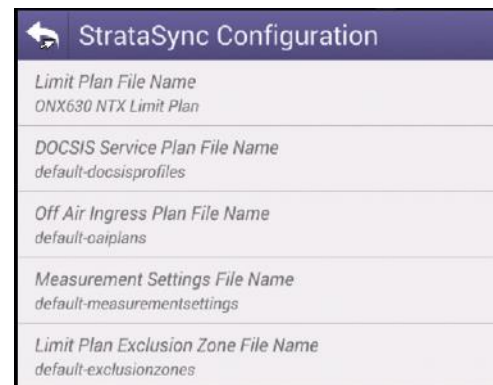 StrataSync Configuration
Limit Plan File Name
ONX630 NTX Limit Plan
DOCSIS Service Plan File Name
default-docsisprofiles
Off Air Ingress Plan File Name
default-oaiplans
Measurement Settings File Name
default-measurementsettings
Limit Plan Exclusion Zone File Name
default-exclusionzones